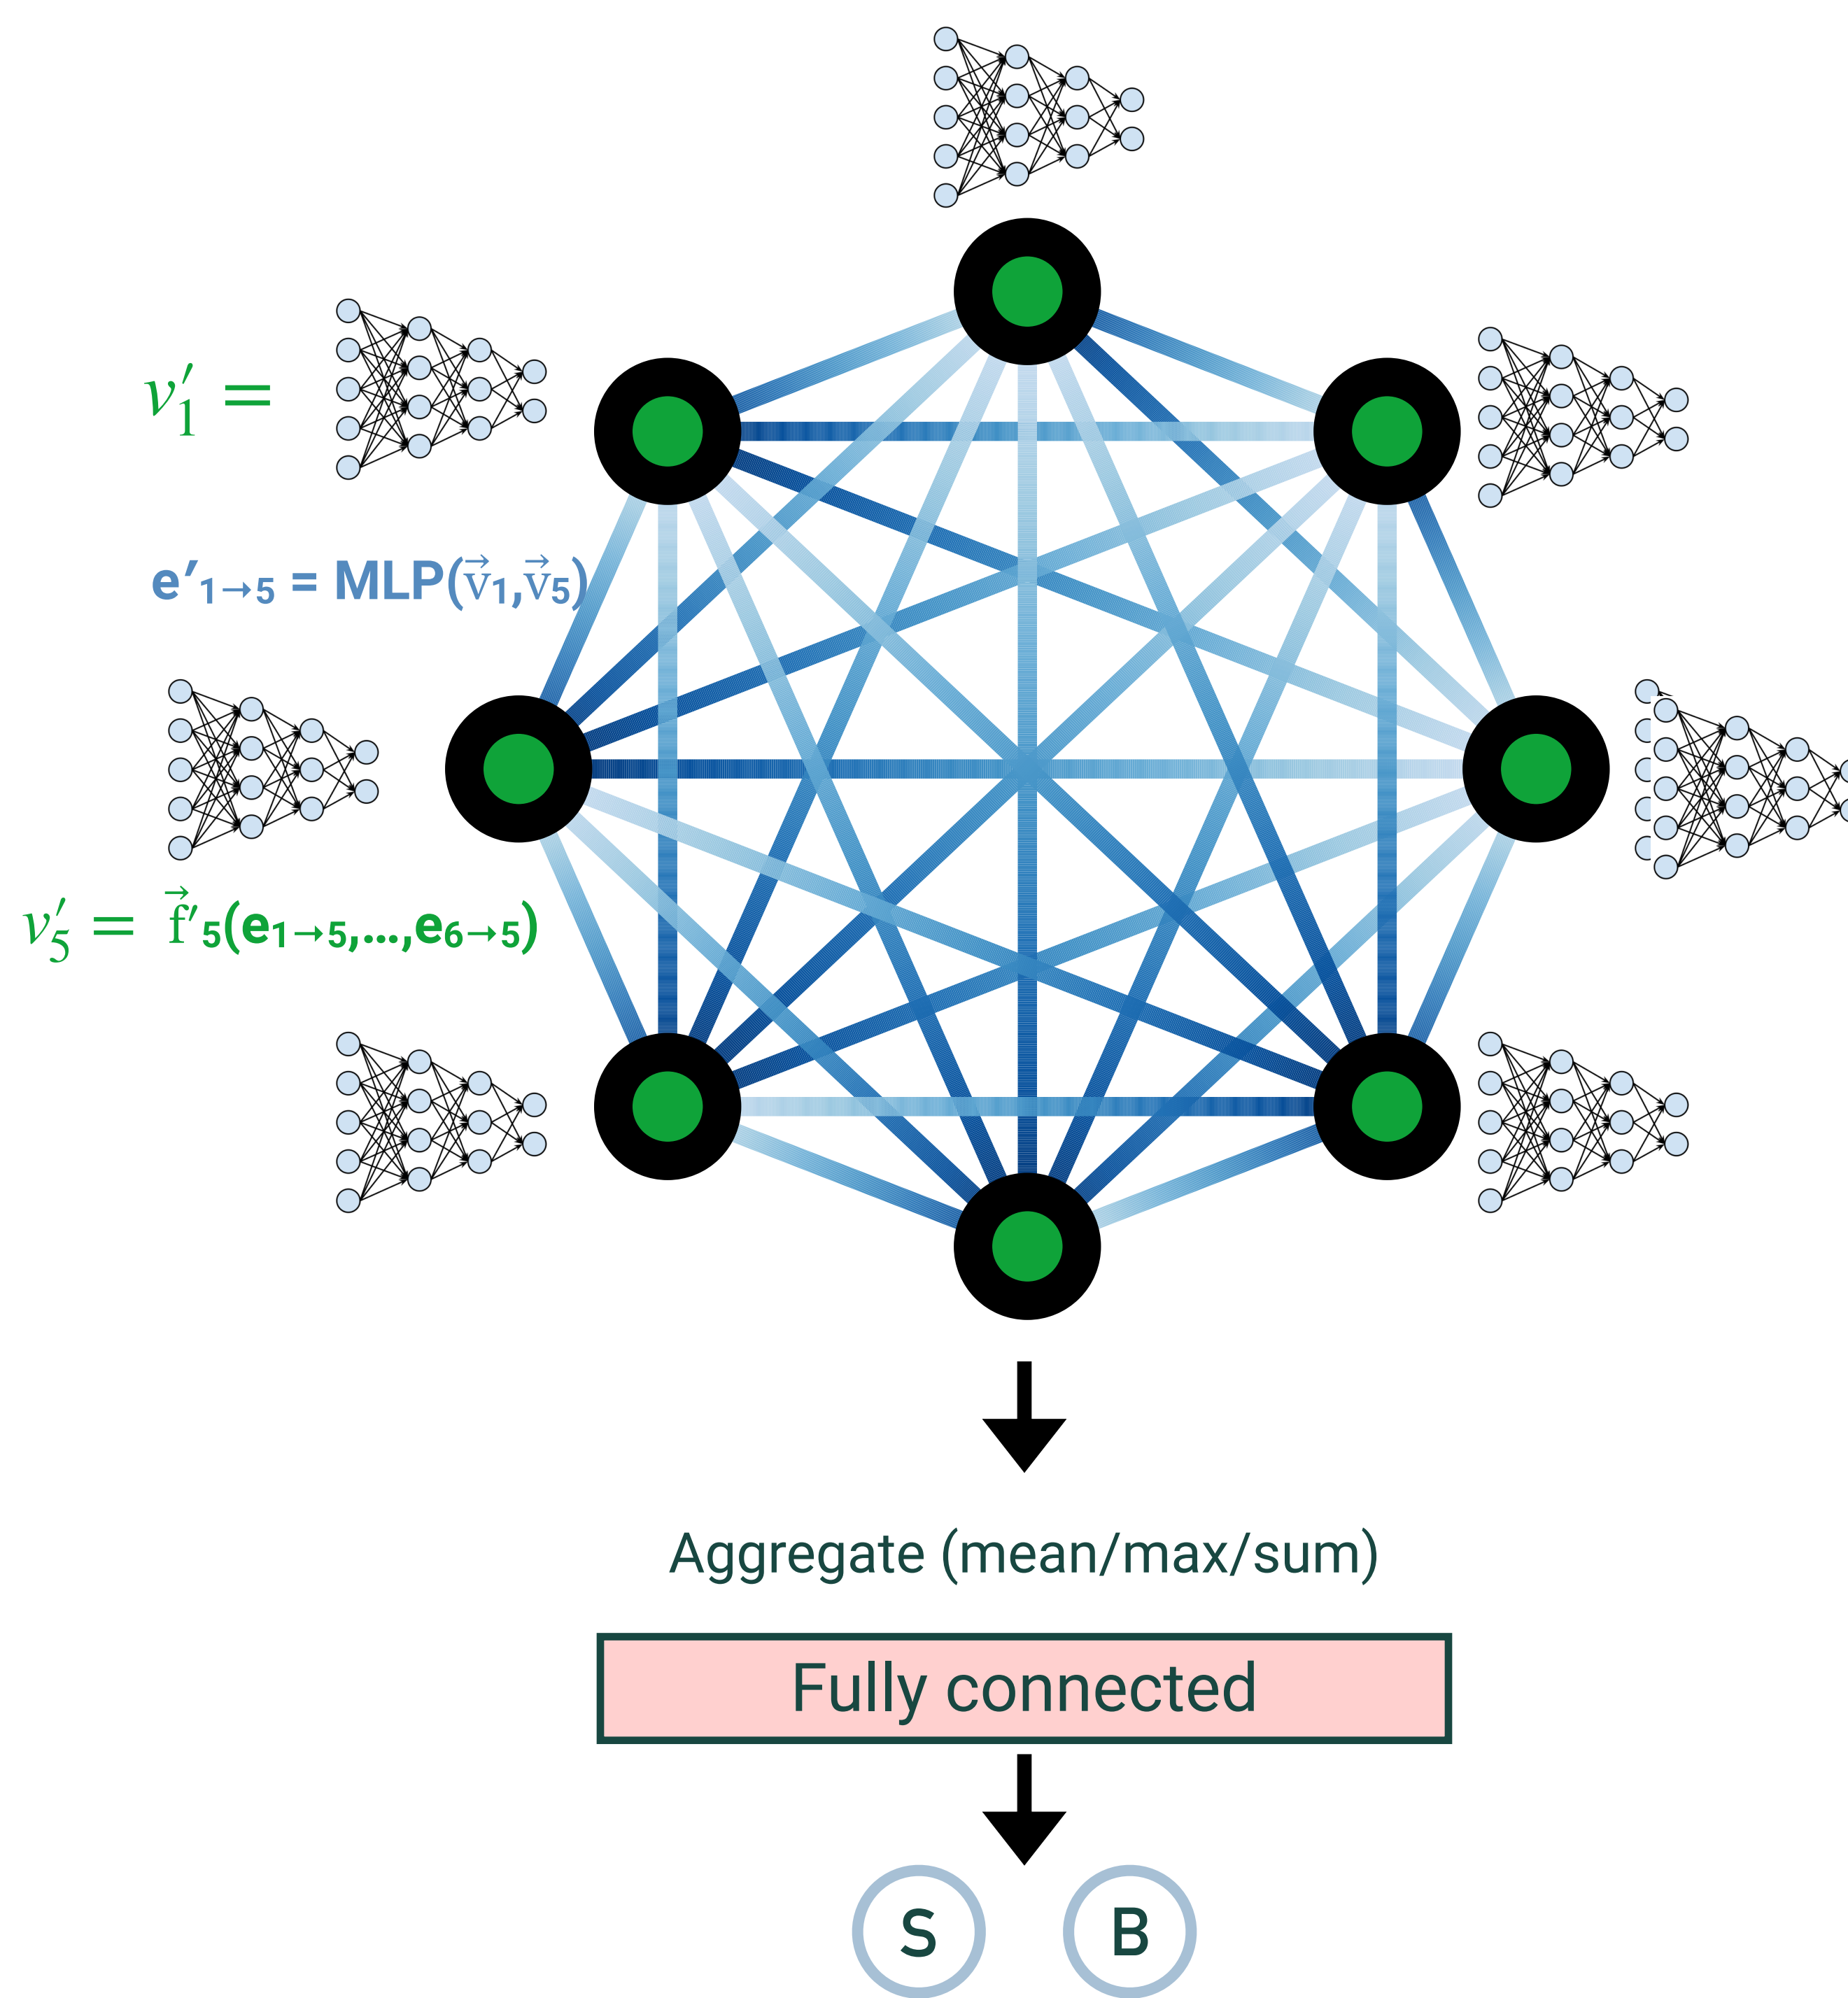 v′₁ =
e′₁→₅ = MLP(v⃗₁,v⃗₅)
v′₅ = f⃗′₅(e₁→₅,...,e₆→₅)
Aggregate (mean/max/sum)
Fully connected
S B